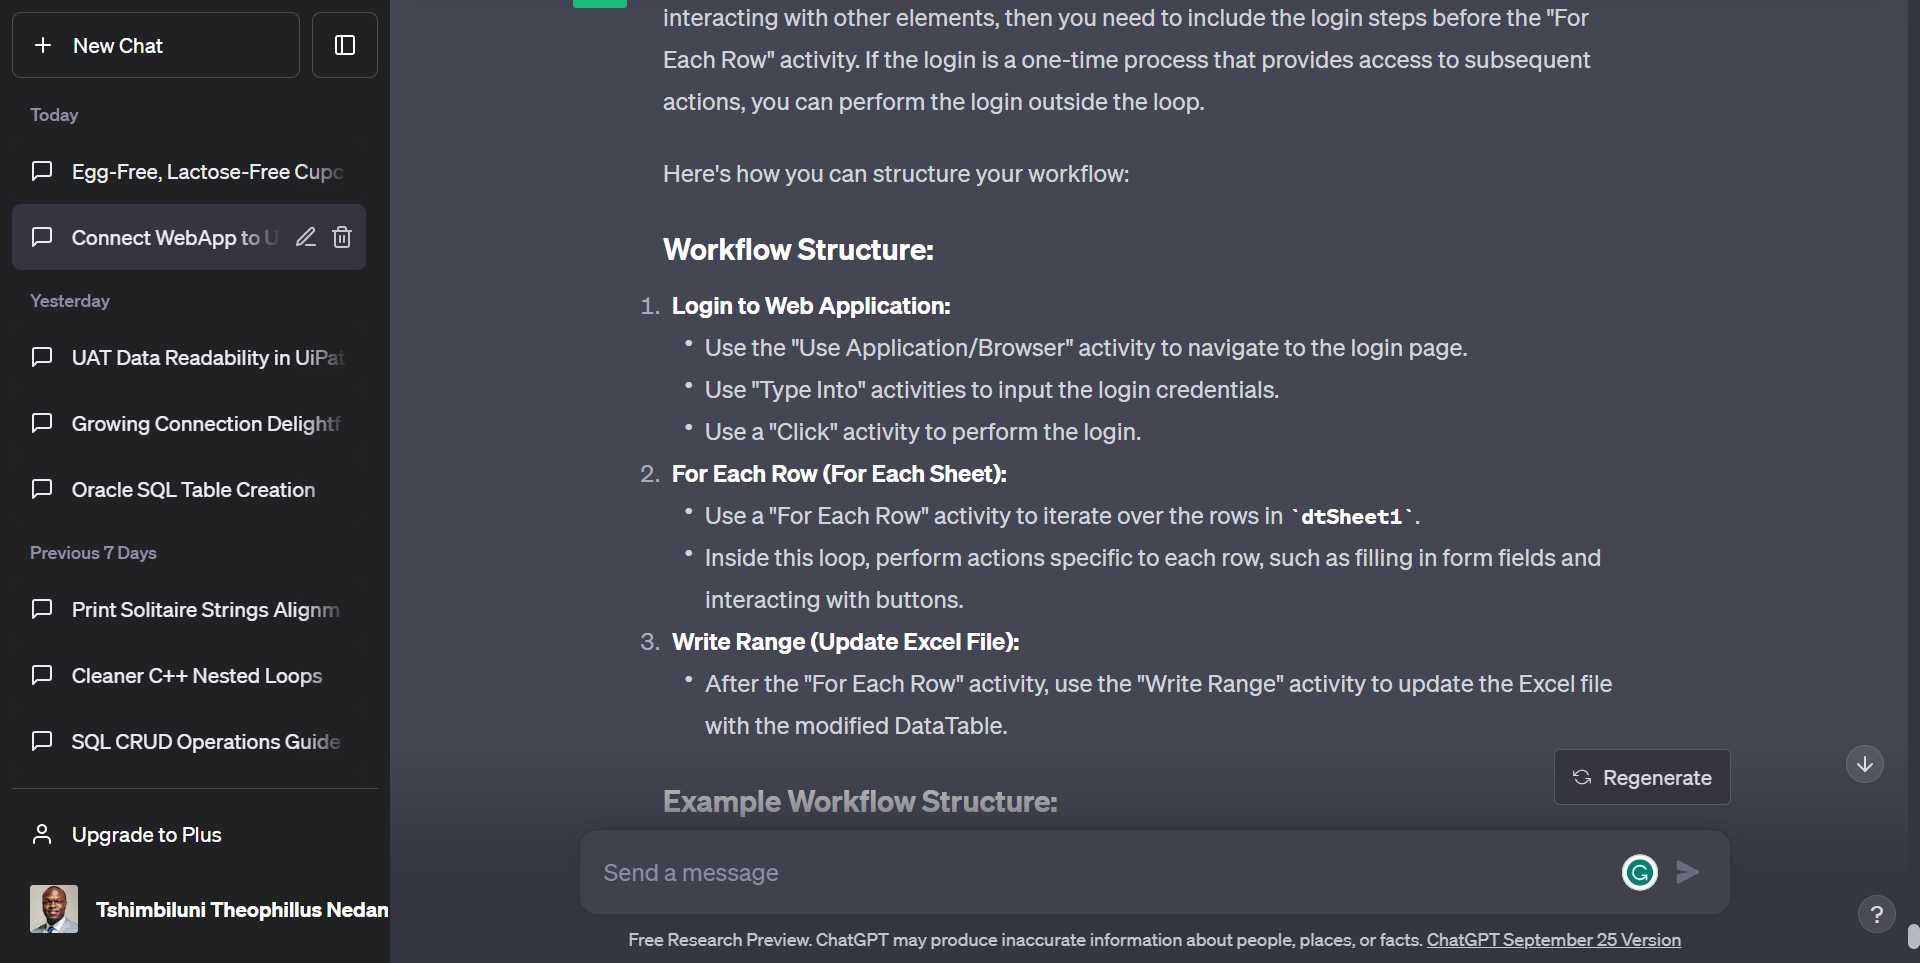 New Chat
Today
Egg-Free, Lactose-Free Cupc
Connect WebApp to U
Yesterday
UAT Data Readability in UiPat
Growing Connection Delightf
Oracle SQL Table Creation
Previous 7 Days
Print Solitaire Strings Alignm
Cleaner C++ Nested Loops
SQL CRUD Operations Guide
Upgrade to Plus
Tshimbiluni Theophillus Nedan
interacting with other elements, then you need to include the login steps before the "For
Each Row" activity. If the login is a one-time process that provides access to subsequent
actions, you can perform the login outside the loop.
Here's how you can structure your workflow:
Workflow Structure:
1. Login to Web Application:
• Use the "Use Application/Browser" activity to navigate to the login page.
• Use "Type Into" activities to input the login credentials.
• Use a "Click" activity to perform the login.
2. For Each Row (For Each Sheet):
• Use a "For Each Row" activity to iterate over the rows in `dtSheet1`.
• Inside this loop, perform actions specific to each row, such as filling in form fields and
interacting with buttons.
3. Write Range (Update Excel File):
• After the "For Each Row" activity, use the "Write Range" activity to update the Excel file
with the modified DataTable.
Regenerate
Example Workflow Structure:
Send a message
?
Free Research Preview. ChatGPT may produce inaccurate information about people, places, or facts. ChatGPT September 25 Version